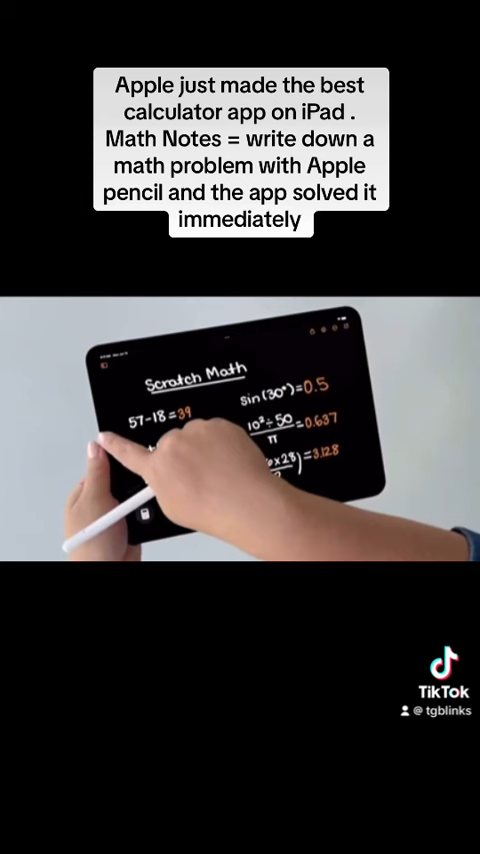 Apple just made the best
calculator app on iPad .
Math Notes = write down a
math problem with Apple
pencil and the app solved it
immediately
Scratch Math
57-18=39
sin(30°)=0.5
10²÷50
=0.637
π
x28)=3.128
TikTok
@ tgblinks